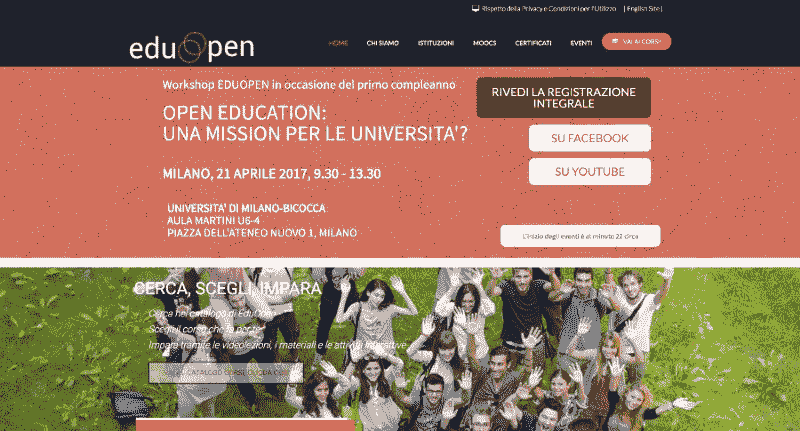 Rispetto della Privacy e Condizioni per l'Utilizzo [ English Site ]
eduOpen
HOME CHI SIAMO ISTITUZIONI MOOCS CERTIFICATI EVENTI VAI AI CORSI
Workshop EDUOPEN in occasione del primo compleanno
OPEN EDUCATION:
UNA MISSION PER LE UNIVERSITA'?
MILANO, 21 APRILE 2017, 9.30 - 13.30
UNIVERSITA' DI MILANO-BICOCCA:
AULA MARTINI U6-4
PIAZZA DELL'ATENEO NUOVO 1, MILANO
RIVEDI LA REGISTRAZIONE
INTEGRALE
SU FACEBOOK
SU YOUTUBE
L'inizio degli eventi è al minuto 22 circa
CERCA, SCEGLI, IMPARA
Cerca nel catalogo di EduOpen
Scegli il corso che fa per te
Impara tramite le videolezioni, i materiali e le attività interattive
CATALOGO CORSI